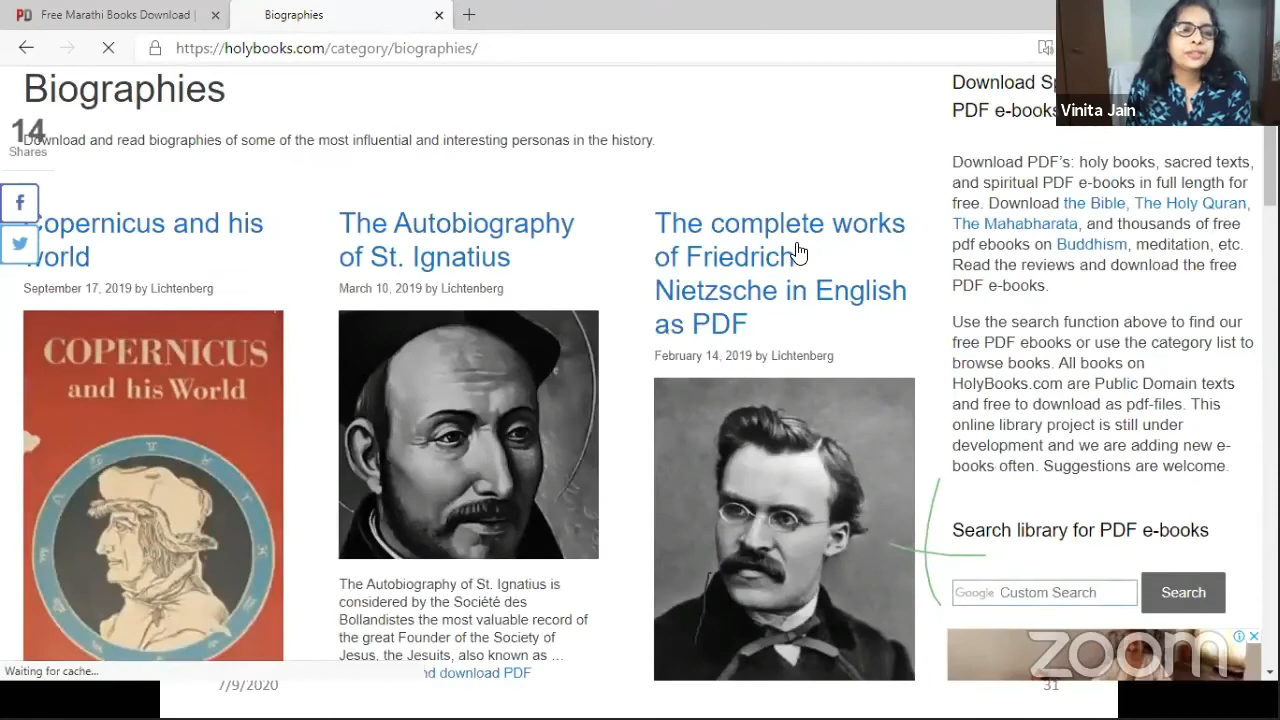 Free Marathi Books Download |
Biographies
https://holybooks.com/category/biographies/
Vinita Jain
Biographies
14
Shares
Download and read biographies of some of the most influential and interesting personas in the history.
Copernicus and his
world
September 17, 2019 by Lichtenberg
COPERNICUS
and his World
The Autobiography
of St. Ignatius
March 10, 2019 by Lichtenberg
The Autobiography of St. Ignatius is
considered by the Société des
Bollandistes the most valuable record of
the great Founder of the Society of
Jesus, the Jesuits, also known as ...
nd download PDF
The complete works
of Friedrich
Nietzsche in English
as PDF
February 14, 2019 by Lichtenberg
Download Sp
PDF e-books
Download PDF's: holy books, sacred texts,
and spiritual PDF e-books in full length for
free. Download the Bible, The Holy Quran,
The Mahabharata, and thousands of free
pdf ebooks on Buddhism, meditation, etc.
Read the reviews and download the free
PDF e-books.
Use the search function above to find our
free PDF ebooks or use the category list to
browse books. All books on
HolyBooks.com are Public Domain texts
and free to download as pdf-files. This
online library project is still under
development and we are adding new e-
books often. Suggestions are welcome.
Search library for PDF e-books
Google Custom Search
Search
zoom
Waiting for cache...
7/9/2020
31